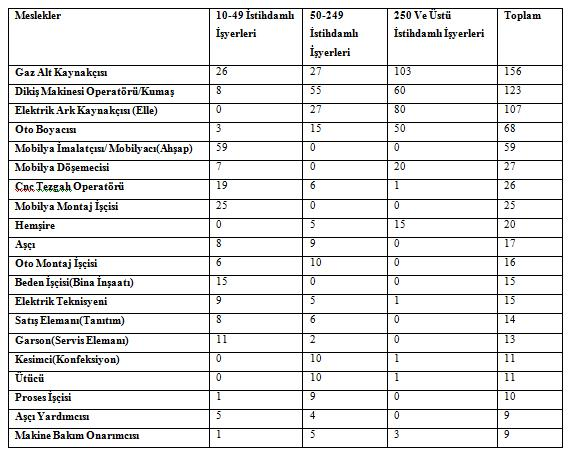 Meslekler 10-49 İstihdamlı İşyerleri 50-249 İstihdamlı İşyerleri 250 Ve Üstü İstihdamlı İşyerleri Toplam
Gaz Alt Kaynakçısı 26 27 103 156
Dikiş Makinesi Operatörü/Kumaş 8 55 60 123
Elektrik Ark Kaynakçısı (Elle) 0 27 80 107
Oto Boyacısı 3 15 50 68
Mobilya İmalatçısı/ Mobilyacı(Ahşap) 59 0 0 59
Mobilya Döşemecisi 7 0 20 27
Cnc Tezgah Operatörü 19 6 1 26
Mobilya Montaj İşçisi 25 0 0 25
Hemşire 0 5 15 20
Aşçı 8 9 0 17
Oto Montaj İşçisi 6 10 0 16
Beden İşçisi(Bina İnşaatı) 15 0 0 15
Elektrik Teknisyeni 9 5 1 15
Satış Elemanı(Tanıtım) 8 6 0 14
Garson(Servis Elemanı) 11 2 0 13
Kesimci(Konfeksiyon) 0 10 1 11
Ütücü 0 10 1 11
Proses İşçisi 1 9 0 10
Aşçı Yardımcısı 5 4 0 9
Makine Bakım Onarımcısı 1 5 3 9